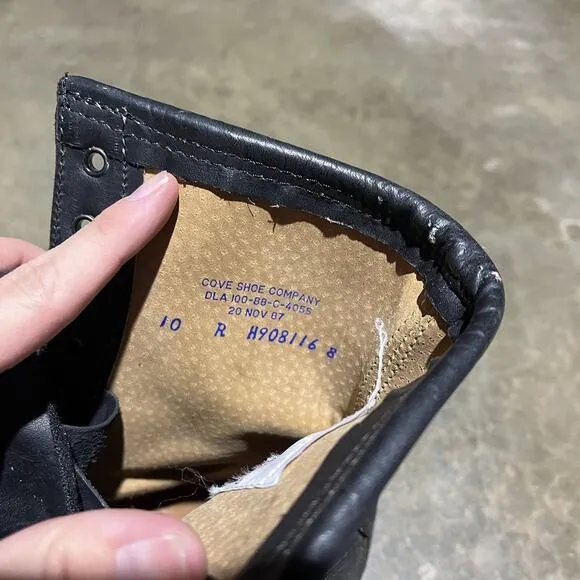 COVE SHOE COMPANY
DLA 100-88-C-4055
20 NOV 87
10 R H908116 8